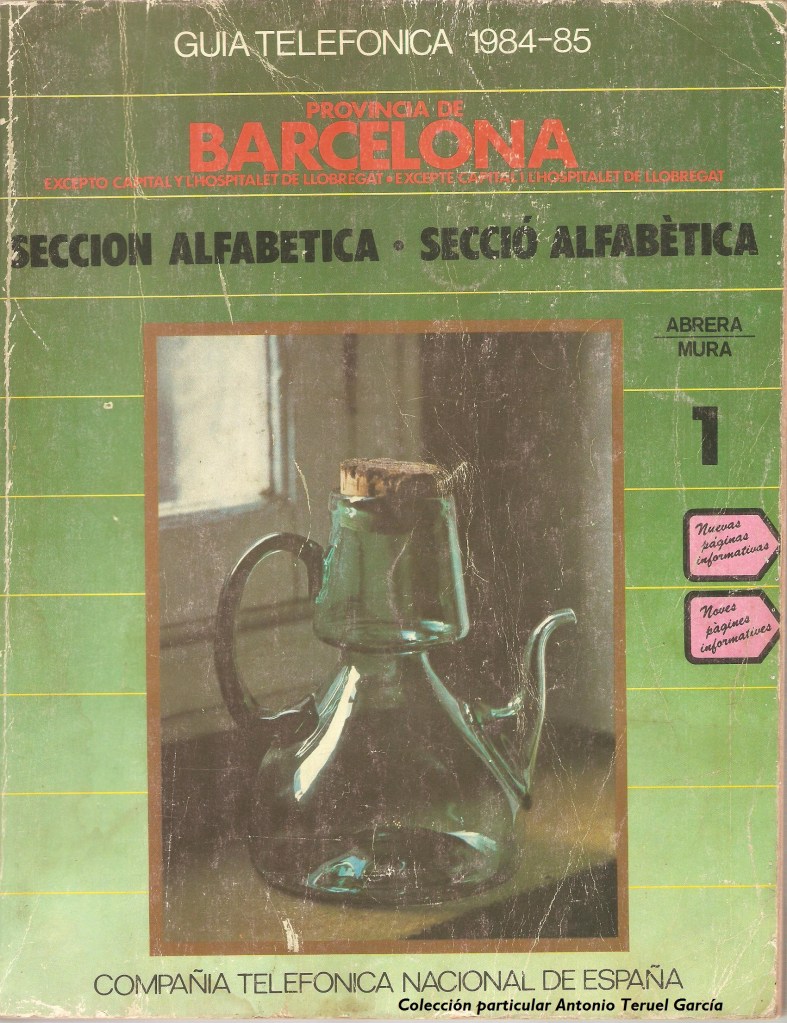 GUIA TELEFONICA 1984-85
PROVINCIA DE
BARCELONA
EXCEPTO CAPITAL Y L'HOSPITALET DE LLOBREGAT • EXCEPTE CAPITAL I L'HOSPITALET DE LLOBREGAT
SECCION ALFABETICA • SECCIÓ ALFABÈTICA
ABRERA
MURA
1
Nuevas
páginas
informativas
Noves
pàgines
informatives
COMPAÑIA TELEFONICA NACIONAL DE ESPAÑA
Colección particular Antonio Teruel García